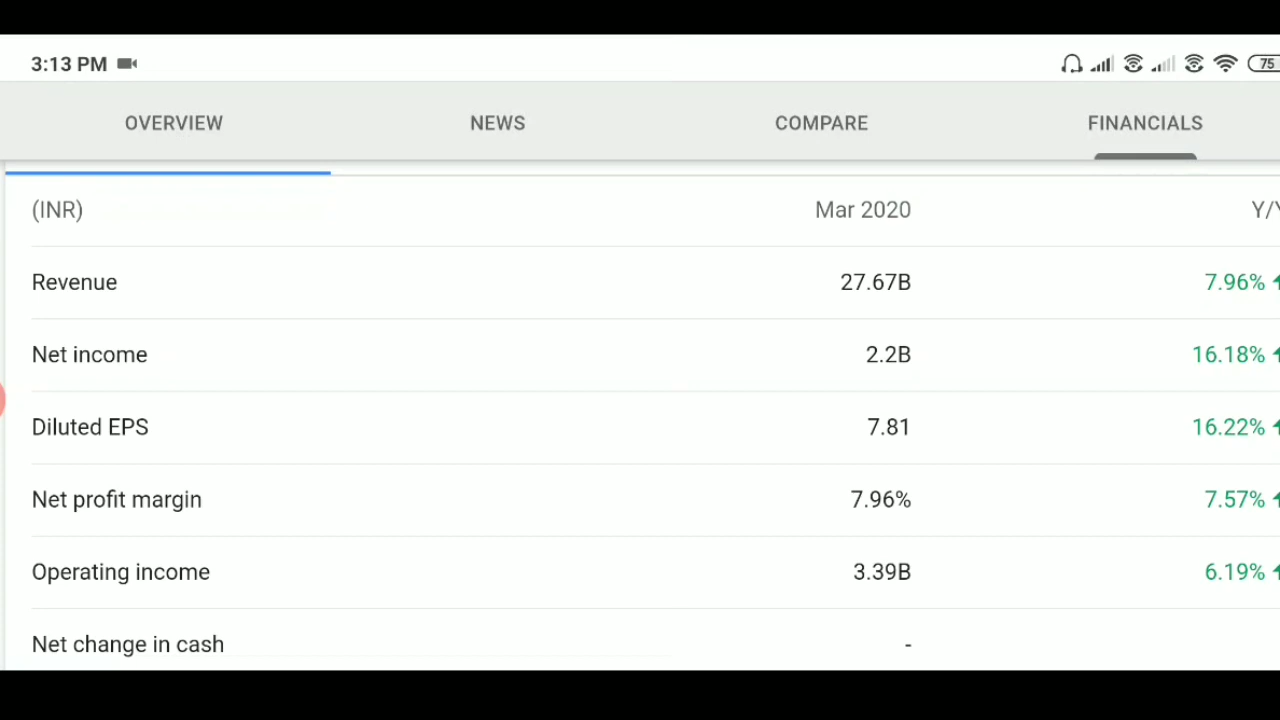 3:13 PM 75
OVERVIEW NEWS COMPARE FINANCIALS
(INR) Mar 2020 Y/Y
Revenue 27.67B 7.96%
Net income 2.2B 16.18%
Diluted EPS 7.81 16.22%
Net profit margin 7.96% 7.57%
Operating income 3.39B 6.19%
Net change in cash -